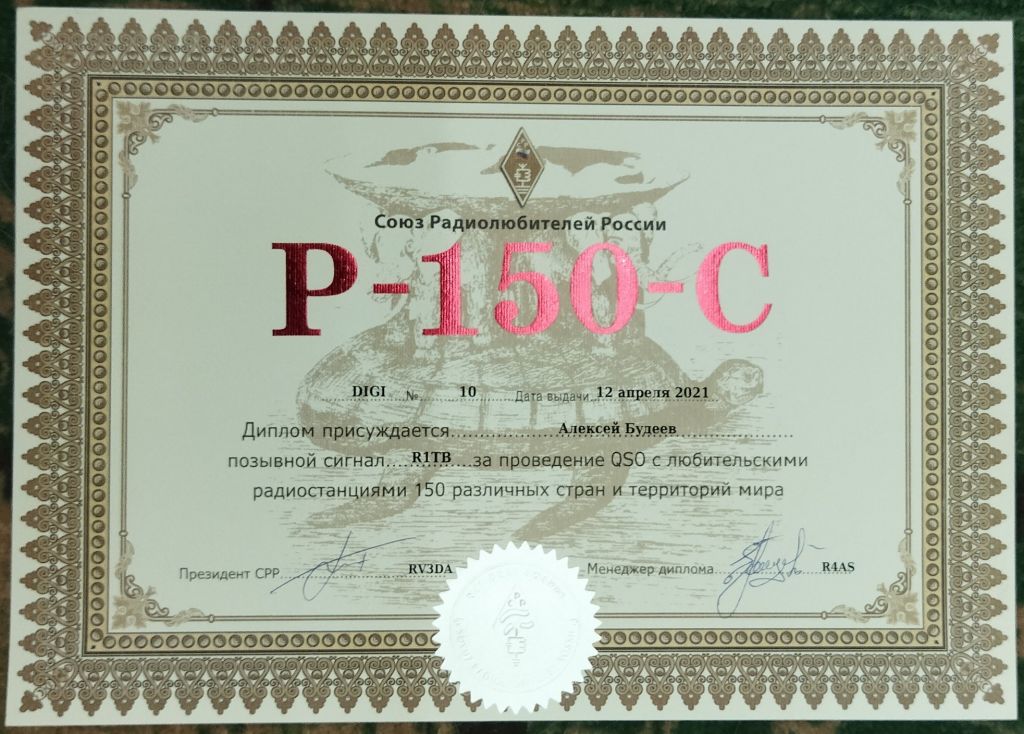 Союз Радиолюбителей России
Р-150-С
DIGI № 10 Дата выдачи 12 апреля 2021
Диплом присуждается Алексей Будеев
позывной сигнал R1TB за проведение QSO с любительскими
радиостанциями 150 различных стран и территорий мира
Президент СРР RV3DA Менеджер диплома R4AS